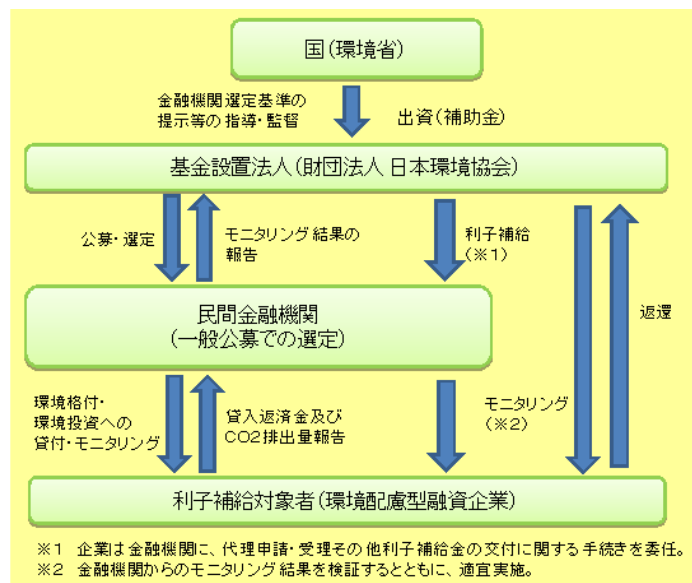 国(環境省)
金融機関選定基準の
提示等の指導・監督
出資(補助金)
基金設置法人(財団法人 日本環境協会)
公募・選定
モニタリング結果の
報告
利子補給
(※1)
返還
民間金融機関
(一般公募での選定)
環境格付・
環境投資への
貸付・モニタリング
貸入返済金及び
CO2排出量報告
モニタリング
(※2)
利子補給対象者(環境配慮型融資企業)
※1 企業は金融機関に、代理申請・受理その他利子補給金の交付に関する手続きを委任。
※2 金融機関からのモニタリング結果を検証するとともに、適宜実施。